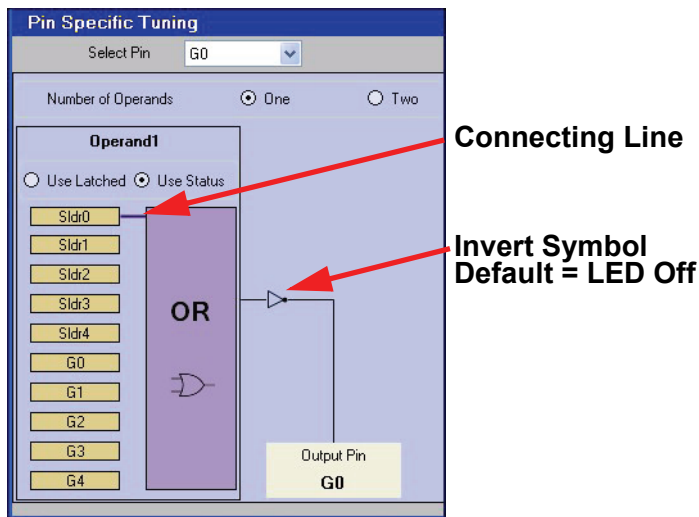 Pin Specific Tuning
Select Pin G0
Number of Operands One Two
Operand1
Use Latched Use Status
Sldr0
Sldr1
Sldr2
Sldr3
Sldr4
G0
G1
G2
G3
G4
OR
Output Pin
G0
Connecting Line
Invert Symbol
Default = LED Off